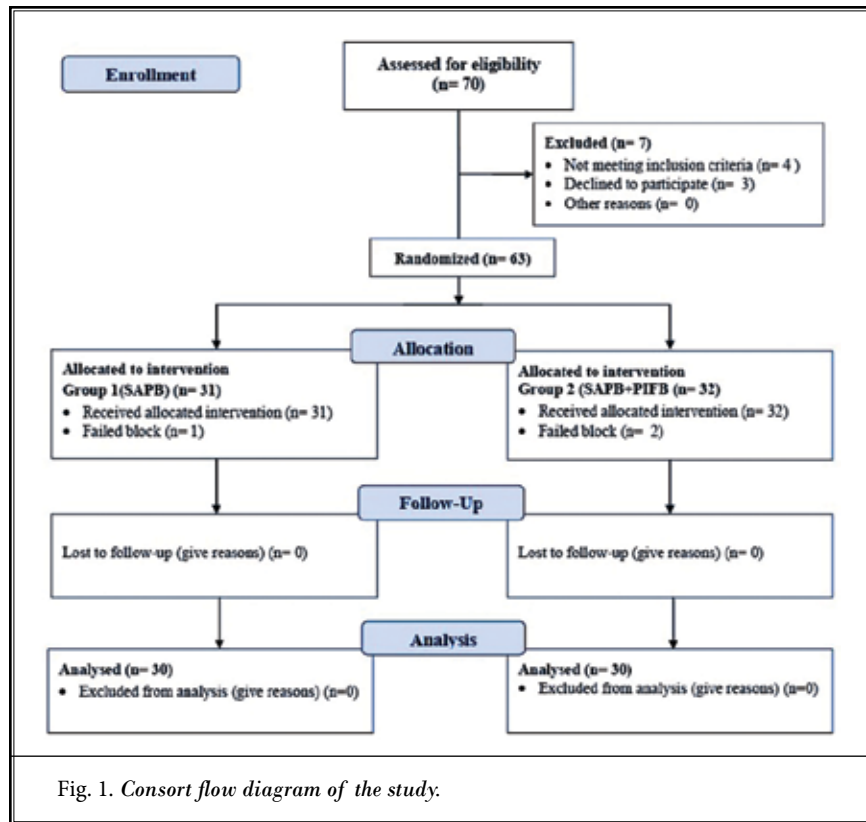 Enrollment
Assessed for eligibility
(n= 70)
Excluded (n= 7)
• Not meeting inclusion criteria (n= 4 )
• Declined to participate (n= 3)
• Other reasons (n= 0)
Randomized (n= 63)
Allocation
Allocated to intervention
Group 1(SAPB) (n= 31)
• Received allocated intervention (n= 31)
• Failed block (n= 1)
Allocated to intervention
Group 2 (SAPB+PIFB (n= 32)
• Received allocated intervention (n= 32)
• Failed block (n= 2)
Follow-Up
Lost to follow-up (give reasons) (n= 0)
Lost to follow-up (give reasons) (n= 0)
Analysis
Analysed (n= 30)
• Excluded from analysis (give reasons) (n=0)
Analysed (n= 30)
• Excluded from analysis (give reasons) (n=0)
Fig. 1. Consort flow diagram of the study.